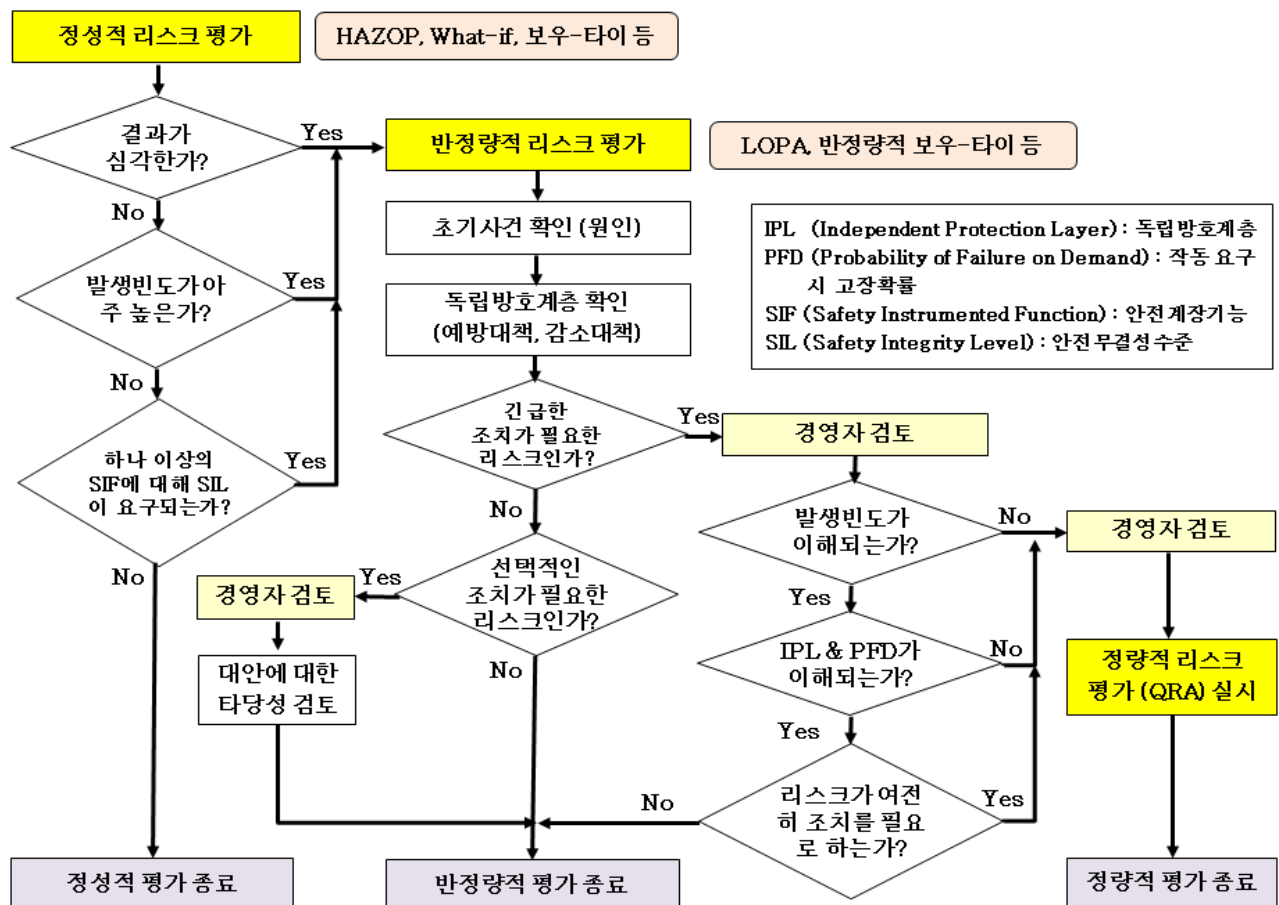 정성적 리스크 평가
HAZOP, What-if, 보우-타이 등
결과가
심각한가?
Yes
No
발생빈도가 아
주 높은가?
Yes
No
하나 이상의
SIF에 대해 SIL
이 요구되는가?
Yes
No
정성적 평가 종료
반정량적 리스크 평가
LOPA, 반정량적 보우-타이 등
초기사건 확인 (원인)
독립방호계층 확인
(예방대책, 감소대책)
IPL (Independent Protection Layer) : 독립방호계층
PFD (Probability of Failure on Demand) : 작동 요구
시 고장확률
SIF (Safety Instrumented Function) : 안전계장기능
SIL (Safety Integrity Level) : 안전무결성수준
긴급한
조치가 필요한
리스크인가?
Yes
No
경영자 검토
선택적인
조치가 필요한
리스크인가?
Yes
No
경영자 검토
대안에 대한
타당성 검토
반정량적 평가 종료
발생빈도가
이해되는가?
No
Yes
경영자 검토
IPL & PFD가
이해되는가?
No
Yes
정량적 리스크
평가 (QRA) 실시
리스크가 여전
히 조치를 필요
로 하는가?
No
Yes
정량적 평가 종료